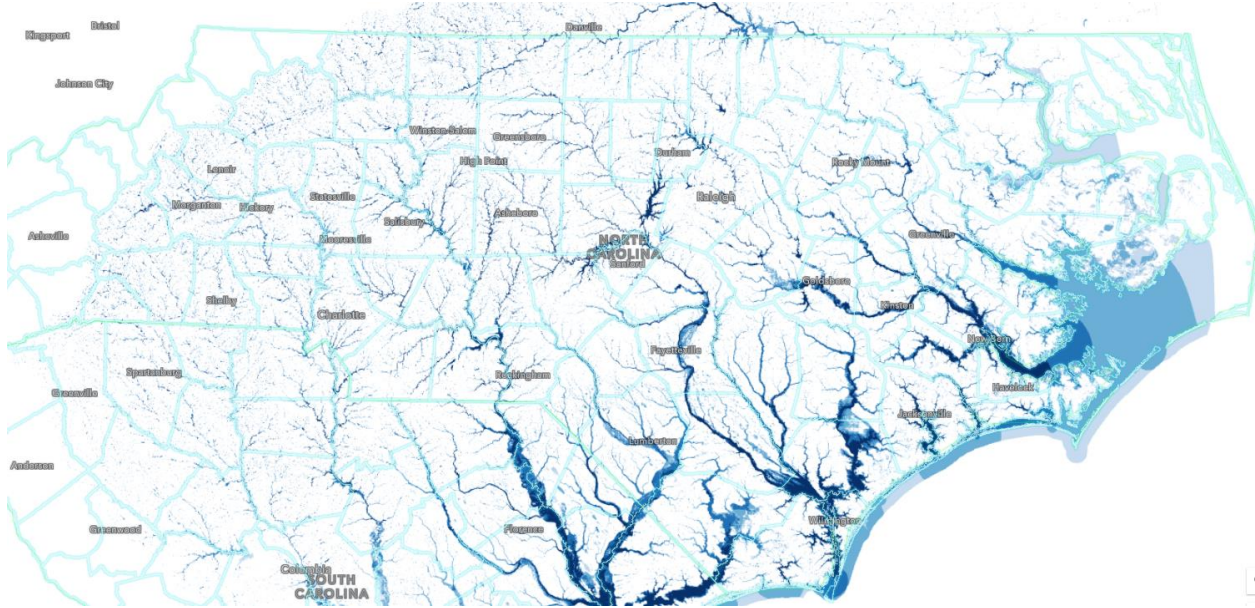 Bristol
Kingsport
Danville
Johnson City
Winston-Salem
Greensboro
Durham
Rocky Mount
High Point
Lenoir
Raleigh
Statesville
Morganton
Hickory
Asheboro
Salisbury
Greenville
Asheville
Mooresville
NORTH
CAROLINA
Sanford
Goldsboro
Shelby
Kinston
Charlotte
New Bern
Fayetteville
Spartanburg
Rockingham
Havelock
Greenville
Jacksonville
Lumberton
Anderson
Wilmington
Florence
Greenwood
Columbia
SOUTH
CAROLINA